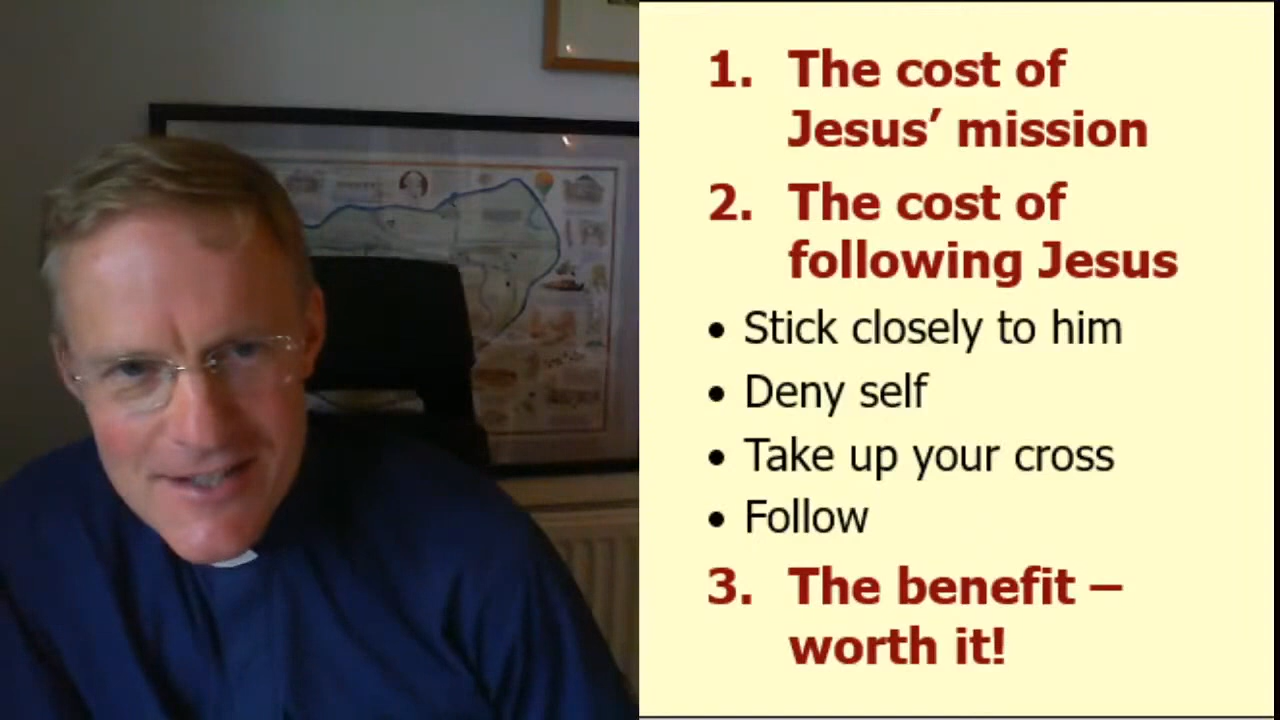 1. The cost of
Jesus’ mission
2. The cost of
following Jesus
• Stick closely to him
• Deny self
• Take up your cross
• Follow
3. The benefit –
worth it!